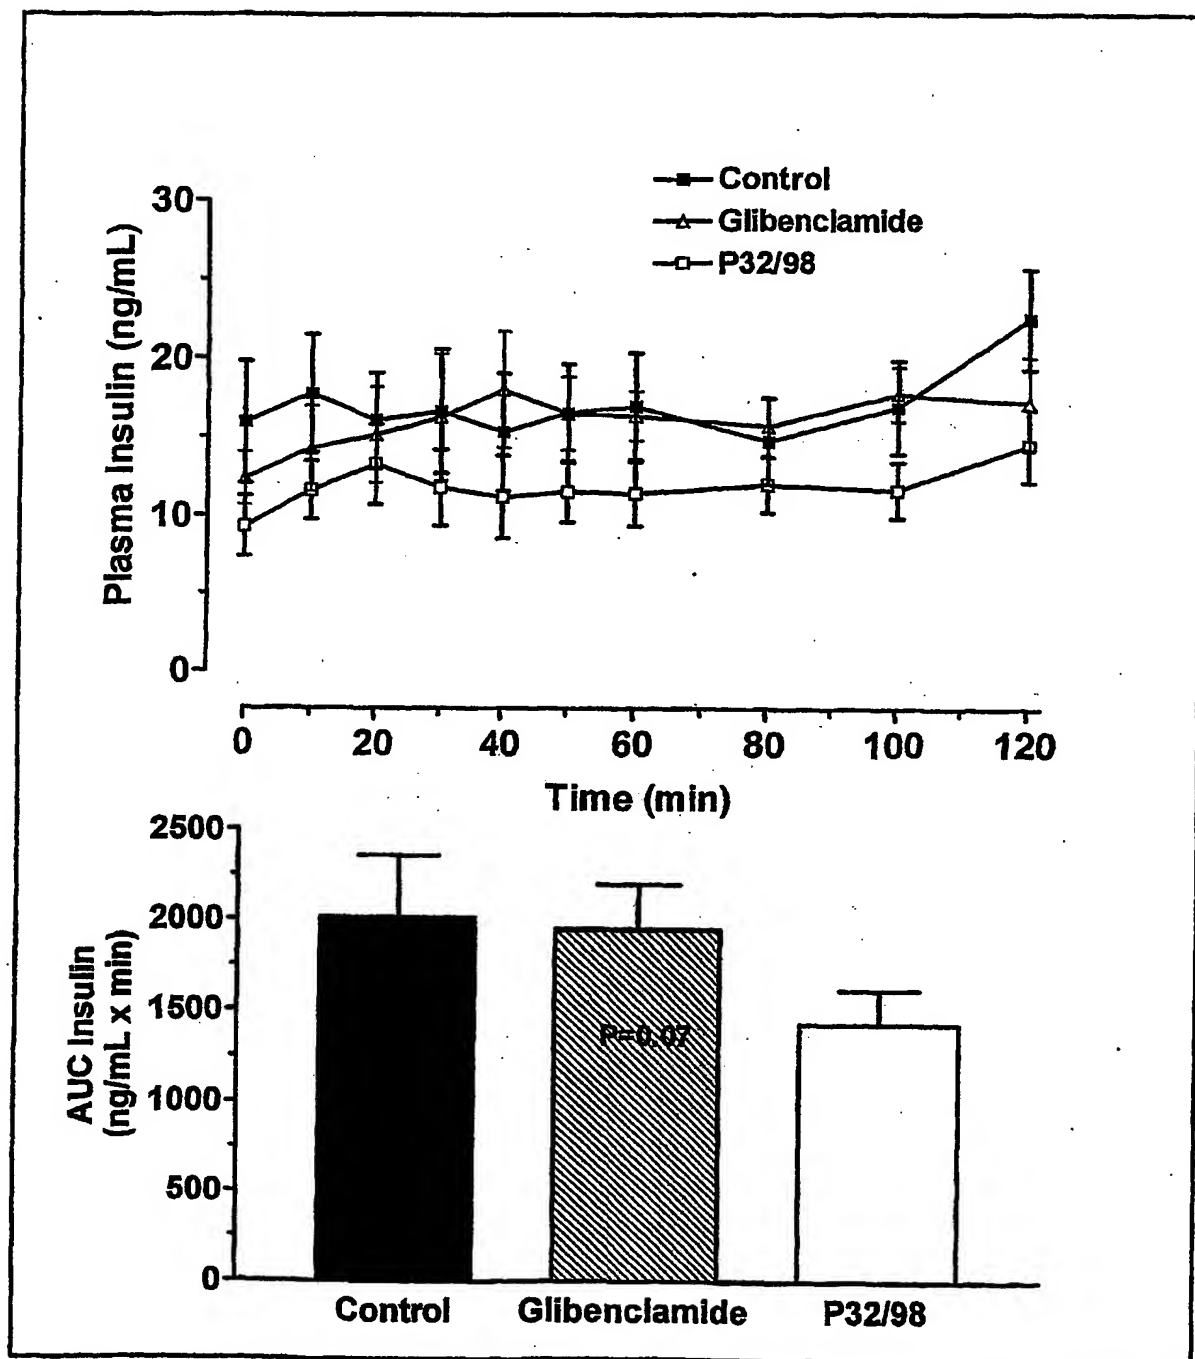 Control
Glibenclamide
P32/98
30
20
10
0
Plasma Insulin (ng/mL)
0 20 40 60 80 100 120
Time (min)
2500
2000
1500
1000
500
0
AUC Insulin
(ng/mL x min)
P=0.07
Control Glibenclamide P32/98